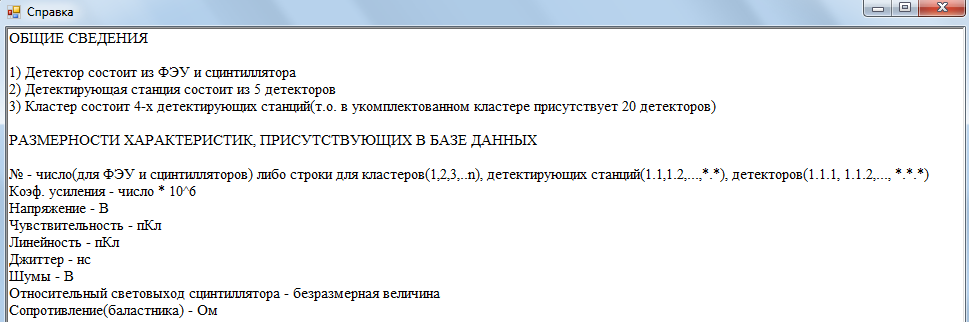 Справка
ОБЩИЕ СВЕДЕНИЯ
1) Детектор состоит из ФЭУ и сцинтиллятора
2) Детектирующая станция состоит из 5 детекторов
3) Кластер состоит 4-х детектирующих станций(т.о. в укомплектованном кластере присутствует 20 детекторов)
РАЗМЕРНОСТИ ХАРАКТЕРИСТИК, ПРИСУТСТВУЮЩИХ В БАЗЕ ДАННЫХ
№ - число(для ФЭУ и сцинтилляторов) либо строки для кластеров(1,2,3,..n), детектирующих станций(1.1,1.2,...,*.*), детекторов(1.1.1, 1.1.2,..., *.*.*)
Коэф. усиления - число * 10^6
Напряжение - В
Чувствительность - пКл
Линейность - пКл
Джиттер - нс
Шумы - В
Относительный световыход сцинтиллятора - безразмерная величина
Сопротивление(баластника) - Ом